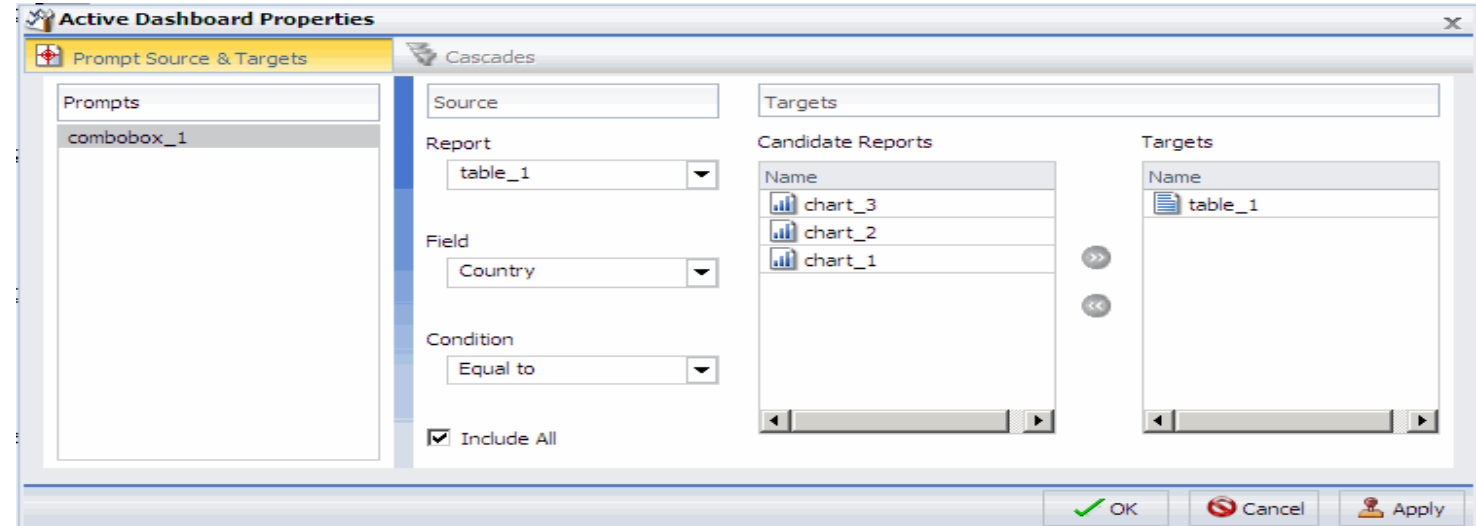 Active Dashboard Properties
Prompt Source & Targets
Cascades
Prompts
combobox_1
Source
Report
table_1
Field
Country
Condition
Equal to
Include All
Targets
Candidate Reports
Name
chart_3
chart_2
chart_1
Targets
Name
table_1
OK
Cancel
Apply